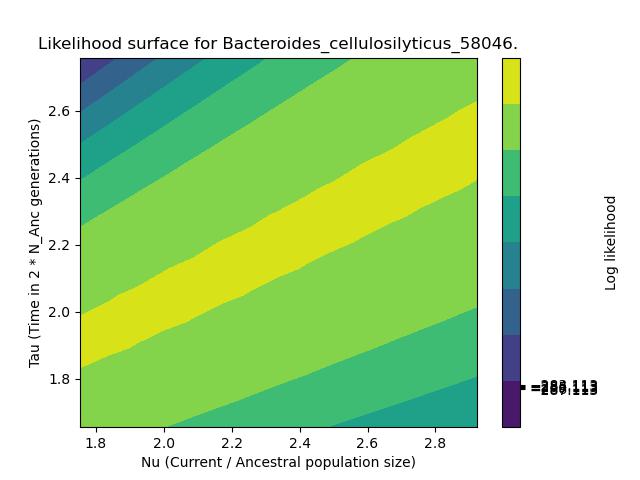 Likelihood surface for Bacteroides_cellulosilyticus_58046.
Tau (Time in 2 * N_Anc generations)
2.6
2.4
2.2
2.0
1.8
1.8 2.0 2.2 2.4 2.6 2.8
Nu (Current / Ancestral population size)
Log likelihood